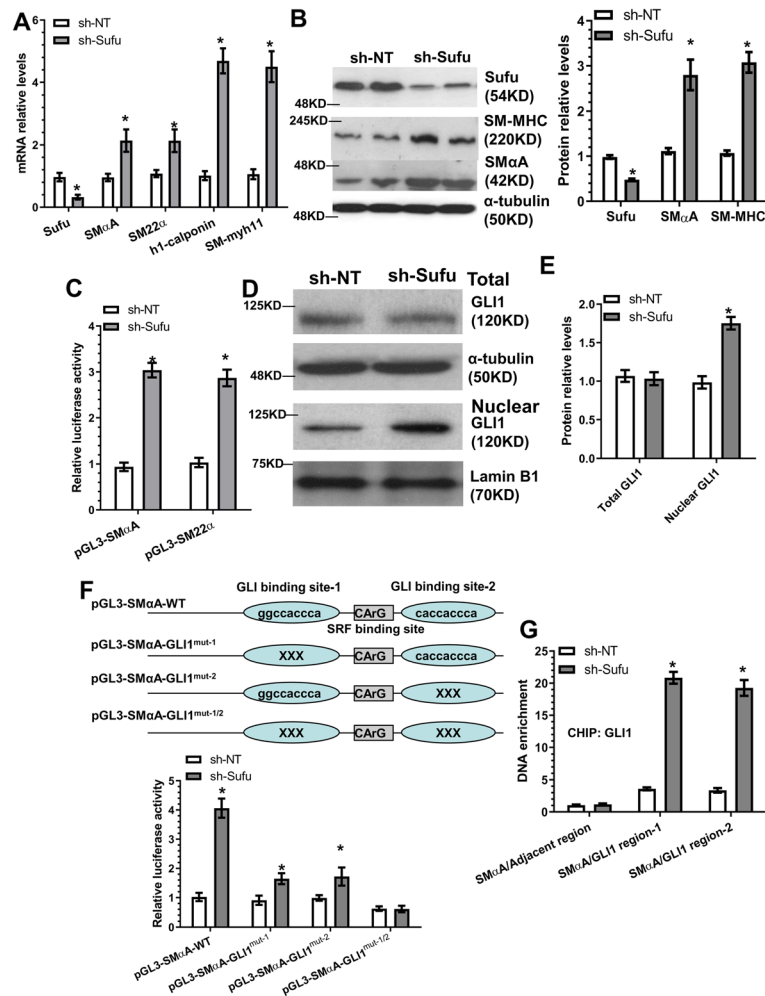 A
sh-NT
sh-Sufu
mRNA relative levels
6
4
2
0
*
*
*
*
*
Sufu
SMαA
SM22α
h1-calponin
SM-myh11
B
sh-NT sh-Sufu
48KD
Sufu
(54KD)
245KD
SM-MHC
(220KD)
48KD
SMαA
(42KD)
48KD
α-tubulin
(50KD)
sh-NT
sh-Sufu
Protein relative levels
4
3
2
1
0
*
*
*
Sufu SMαA SM-MHC
C
sh-NT
sh-Sufu
Relative luciferase activity
4
3
2
1
0
*
*
pGL3-SMαA
pGL3-SM22α
D
sh-NT sh-Sufu
Total
125KD
GLI1
(120KD)
48KD
α-tubulin
(50KD)
Nuclear
125KD
GLI1
(120KD)
75KD
Lamin B1
(70KD)
E
sh-NT
sh-Sufu
Protein relative levels
2.0
1.5
1.0
0.5
0.0
*
Total GLI1
Nuclear GLI1
F
GLI binding site-1 GLI binding site-2
pGL3-SMαA-WT
ggccaccca CArG caccaccca
SRF binding site
pGL3-SMαA-GLI1mut-1
XXX CArG caccaccca
pGL3-SMαA-GLI1mut-2
ggccaccca CArG XXX
pGL3-SMαA-GLI1mut-1/2
XXX CArG XXX
sh-NT
sh-Sufu
Relative luciferase activity
5
4
3
2
1
0
*
*
*
pGL3-SMαA-WT
pGL3-SMαA-GLI1mut-1
pGL3-SMαA-GLI1mut-2
pGL3-SMαA-GLI1mut-1/2
G
sh-NT
sh-Sufu
DNA enrichment
25
20
15
10
5
0
CHIP: GLI1
*
*
SMαA/Adjacent region
SMαA/GLI1 region-1
SMαA/GLI1 region-2